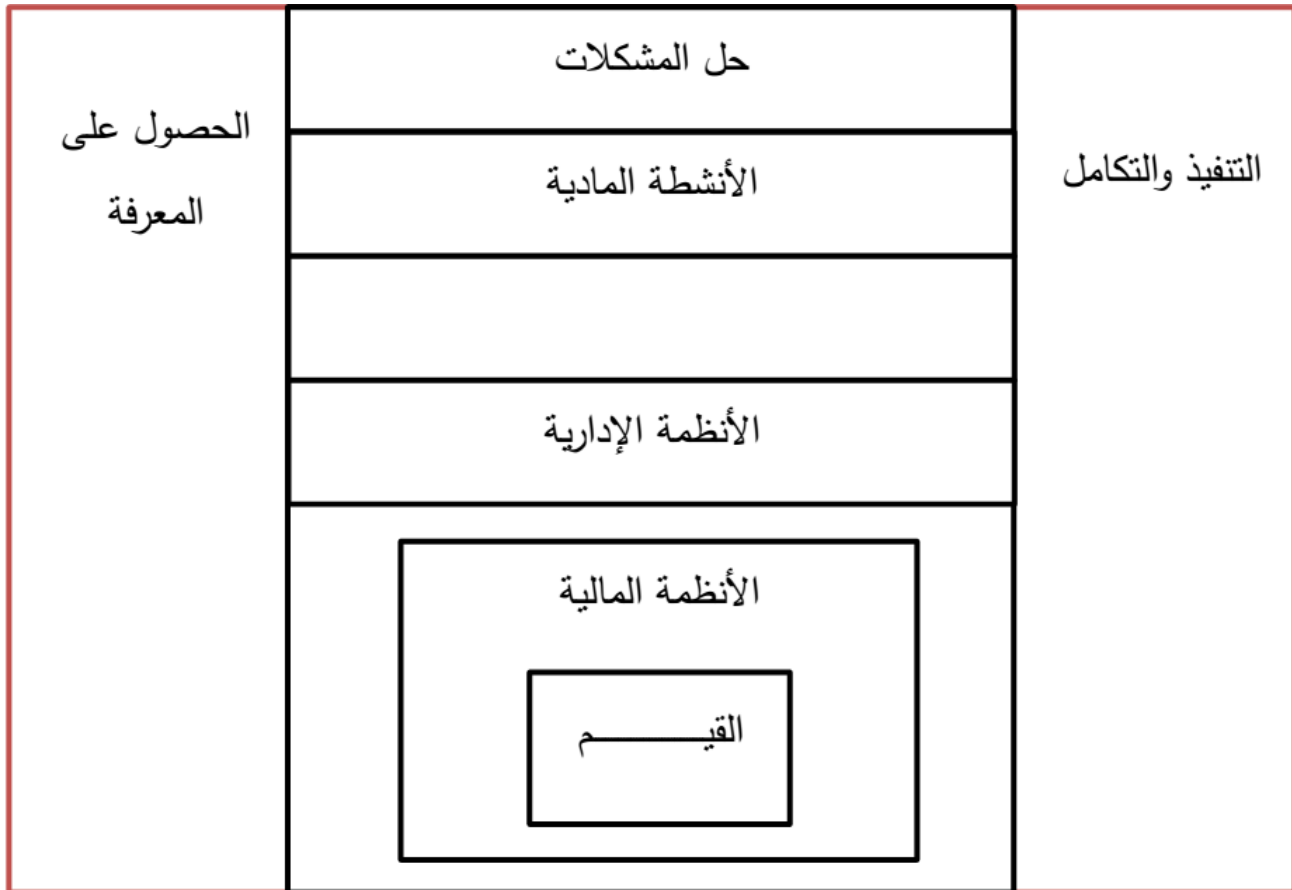 حل المشكلات
التنفيذ والتكامل
الحصول على
المعرفة
الأنشطة المادية
الأنظمة الإدارية
الأنظمة المالية
القيـــــــــم